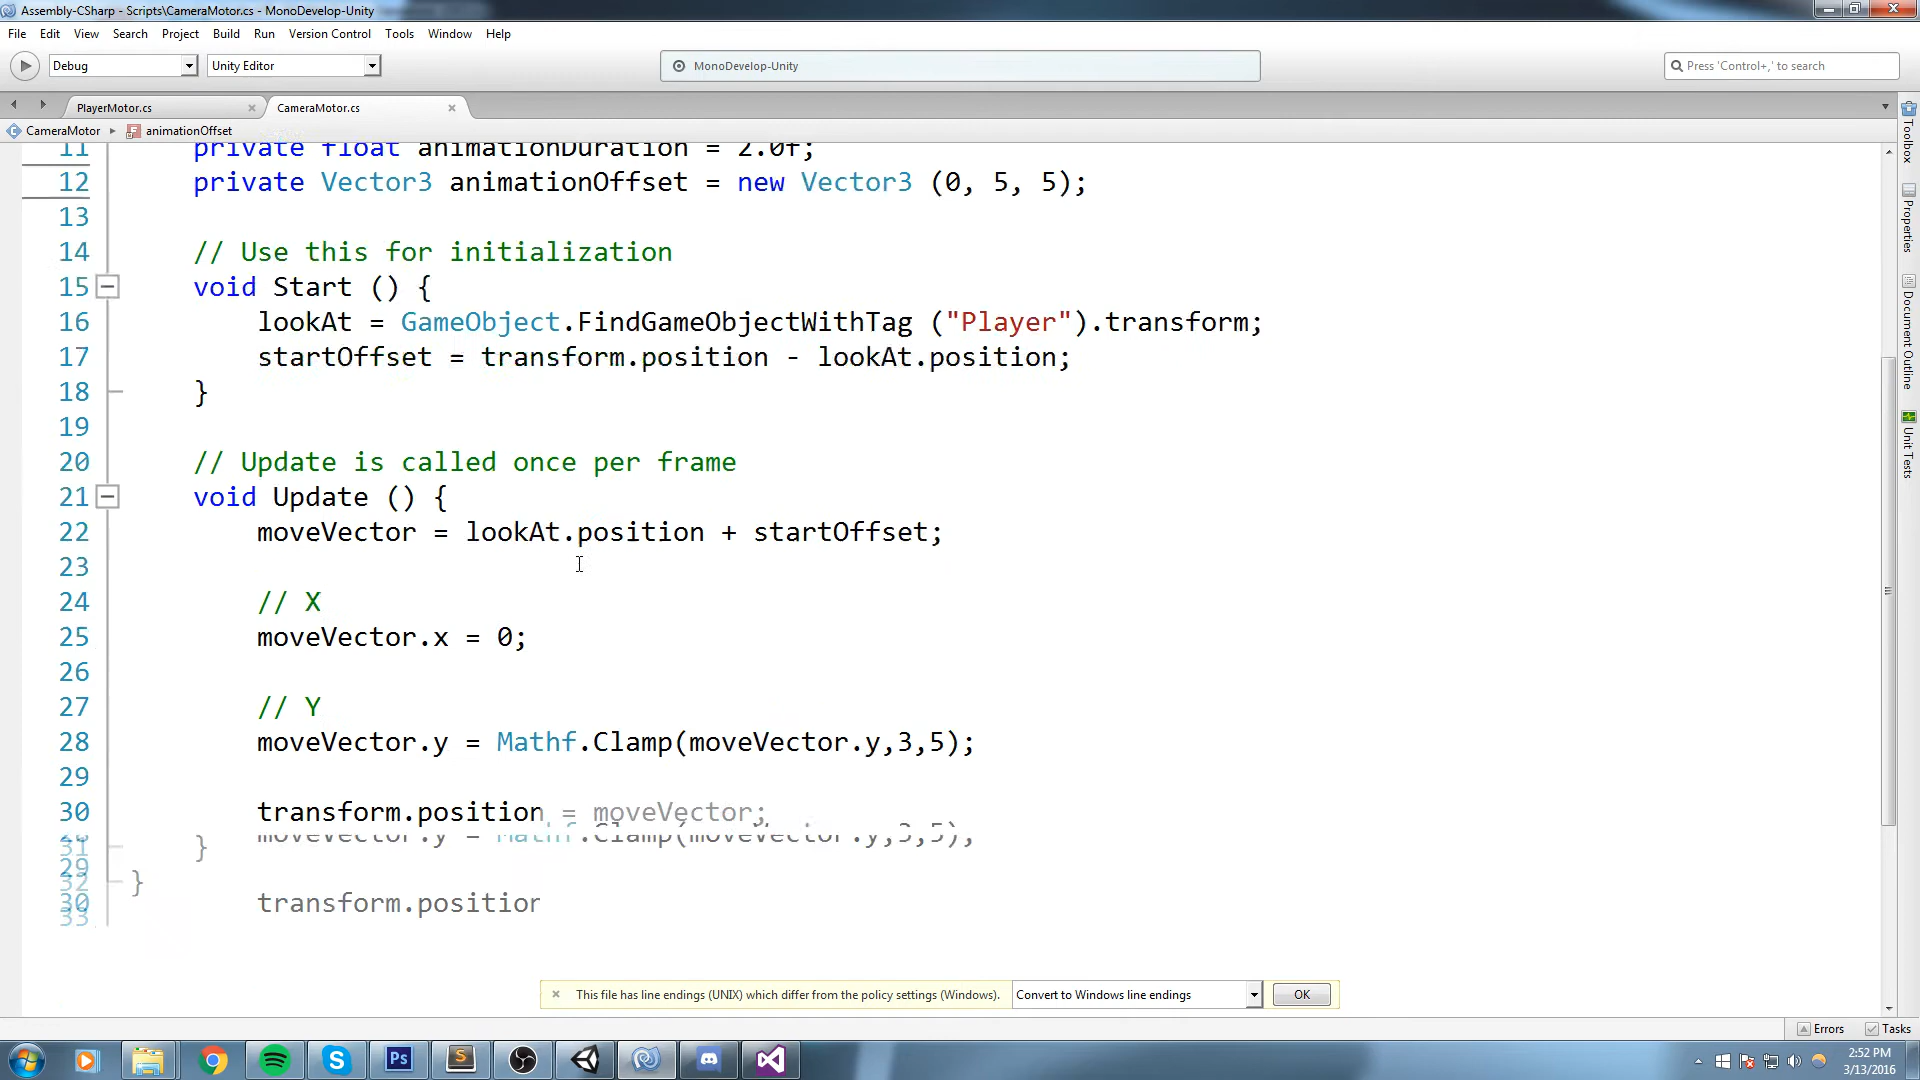 Assembly-CSharp - Scripts\CameraMotor.cs - MonoDevelop-Unity
File Edit View Search Project Build Run Version Control Tools Window Help
Debug Unity Editor MonoDevelop-Unity Press 'Control+,' to search
PlayerMotor.cs CameraMotor.cs
CameraMotor animationOffset
11 private float animationDuration = 2.0f;
12 private Vector3 animationOffset = new Vector3 (0, 5, 5);
13
14 // Use this for initialization
15 void Start () {
16 lookAt = GameObject.FindGameObjectWithTag ("Player").transform;
17 startOffset = transform.position - lookAt.position;
18 }
19
20 // Update is called once per frame
21 void Update () {
22 moveVector = lookAt.position + startOffset;
23
24 // X
25 moveVector.x = 0;
26
27 // Y
28 moveVector.y = Mathf.Clamp(moveVector.y,3,5);
29
30 transform.position = moveVector;
moveVector.y = Mathf.Clamp(moveVector.y,3,5);
31 }
29
32 }
30 transform.position
33
This file has line endings (UNIX) which differ from the policy settings (Windows). Convert to Windows line endings OK
Toolbox
Properties
Document Outline
Unit Tests
Errors Tasks
Ps
2:52 PM
3/13/2016